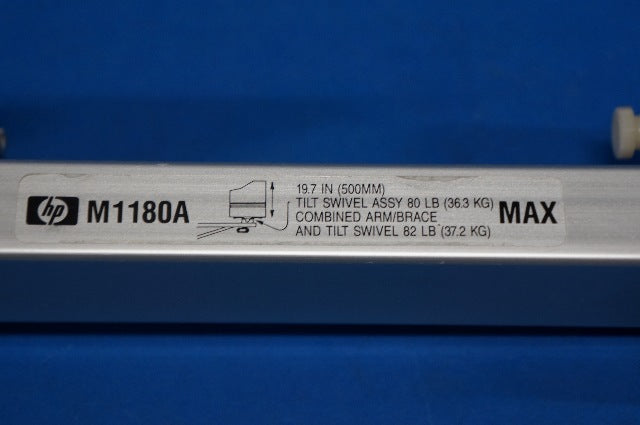 hp M1180A
19.7 IN (500MM)
TILT SWIVEL ASSY 80 LB (36.3 KG)
COMBINED ARM/BRACE
AND TILT SWIVEL 82 LB (37.2 KG)
MAX